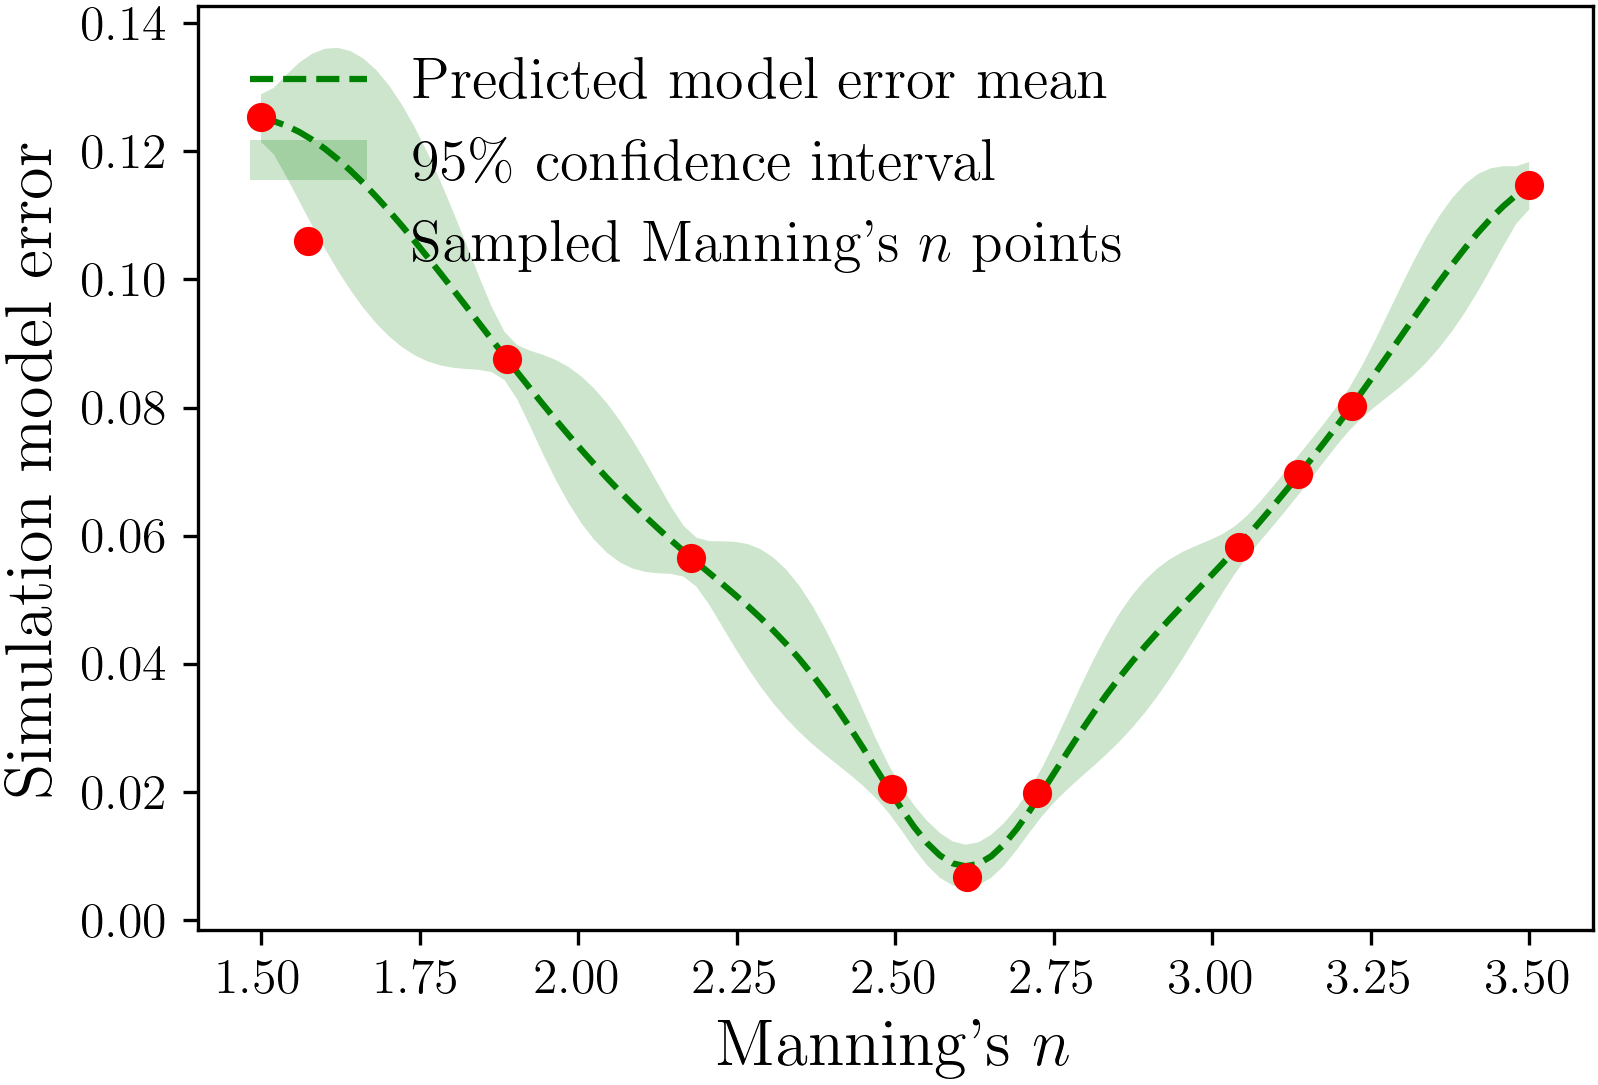 0.14
0.12
0.10
0.08
0.06
0.04
0.02
0.00
Simulation model error
Predicted model error mean
95% confidence interval
Sampled Manning's n points
1.50 1.75 2.00 2.25 2.50 2.75 3.00 3.25 3.50
Manning's n